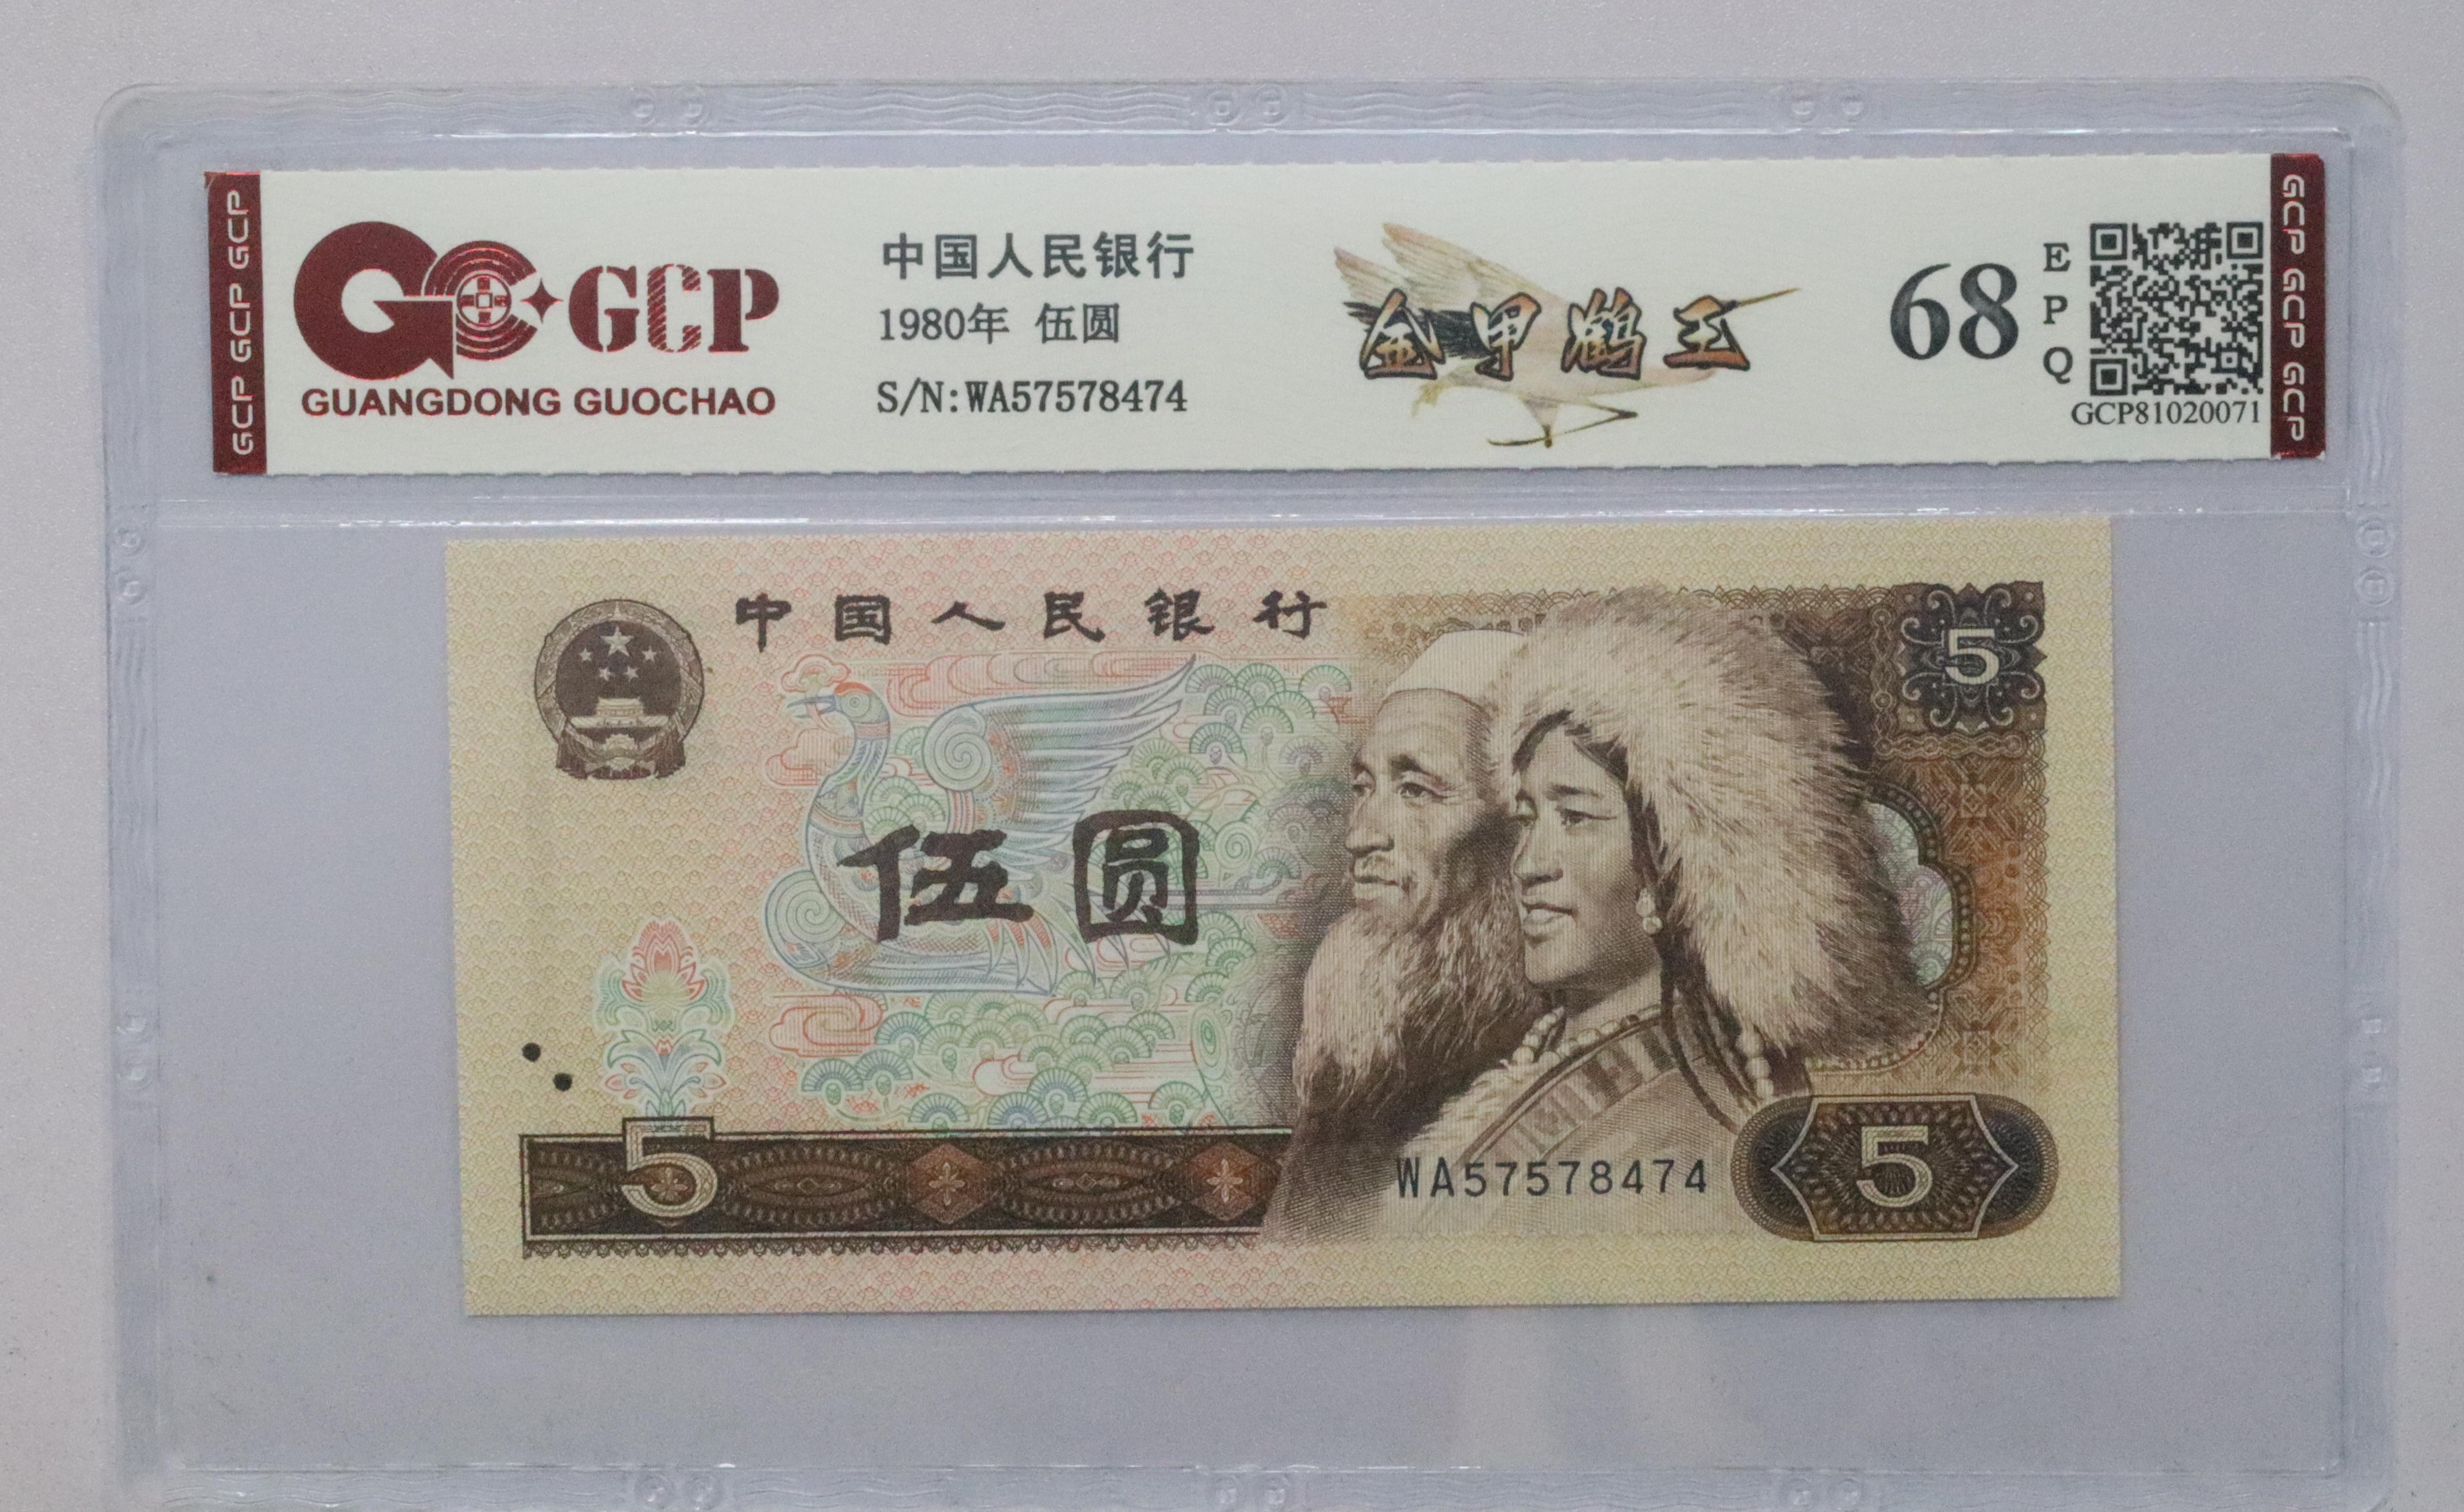 GCP GCP GCP
GCP
GUANGDONG GUOCHAO
中国人民银行
1980年 伍圆
S/N:WA57578474
金甲鹤王
68
EPQ
GCP81020071
GCP GCP GCP
中国人民银行
5
伍圆
5
WA57578474
5